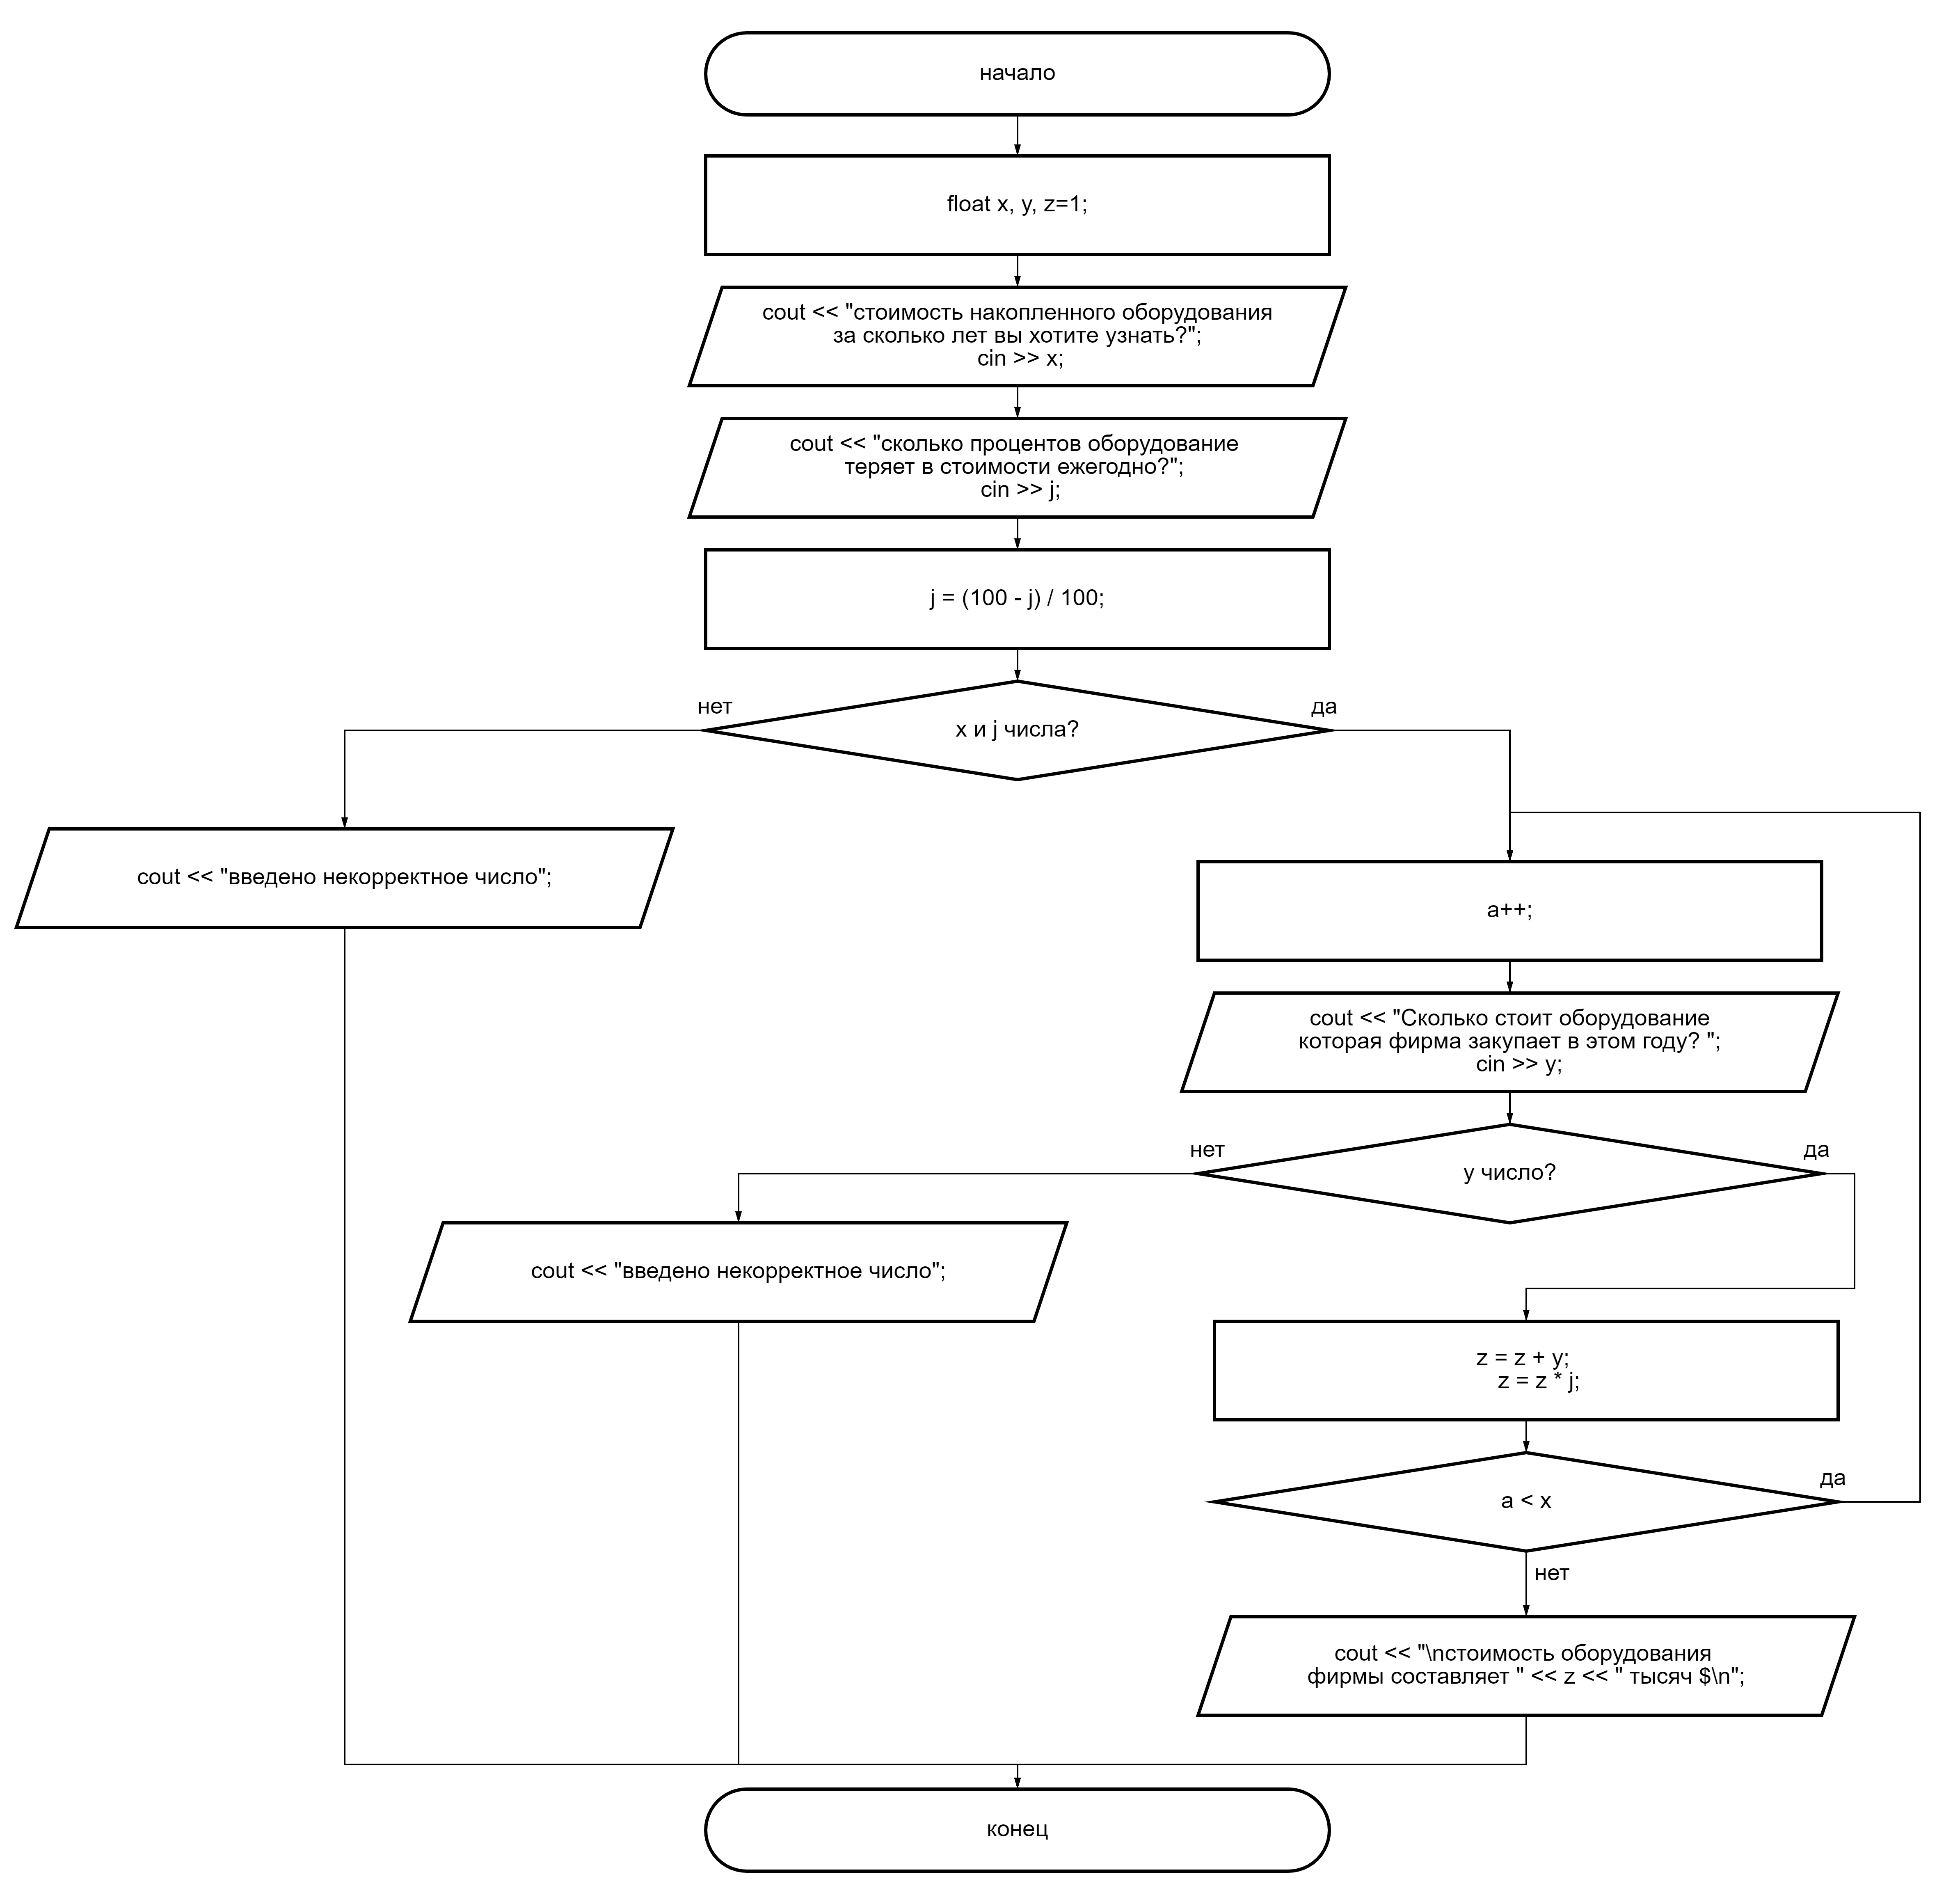 начало
float x, y, z=1;
cout << "стоимость накопленного оборудования
за сколько лет вы хотите узнать?";
cin >> x;
cout << "сколько процентов оборудование
теряет в стоимости ежегодно?";
cin >> j;
j = (100 - j) / 100;
нет
да
x и j числа?
cout << "введено некорректное число";
a++;
cout << "Сколько стоит оборудование
которая фирма закупает в этом году? ";
cin >> y;
нет
да
у число?
cout << "введено некорректное число";
z = z + y;
z = z * j;
да
a < x
нет
cout << "\nстоимость оборудования
фирмы составляет " << z << " тысяч $\n";
конец